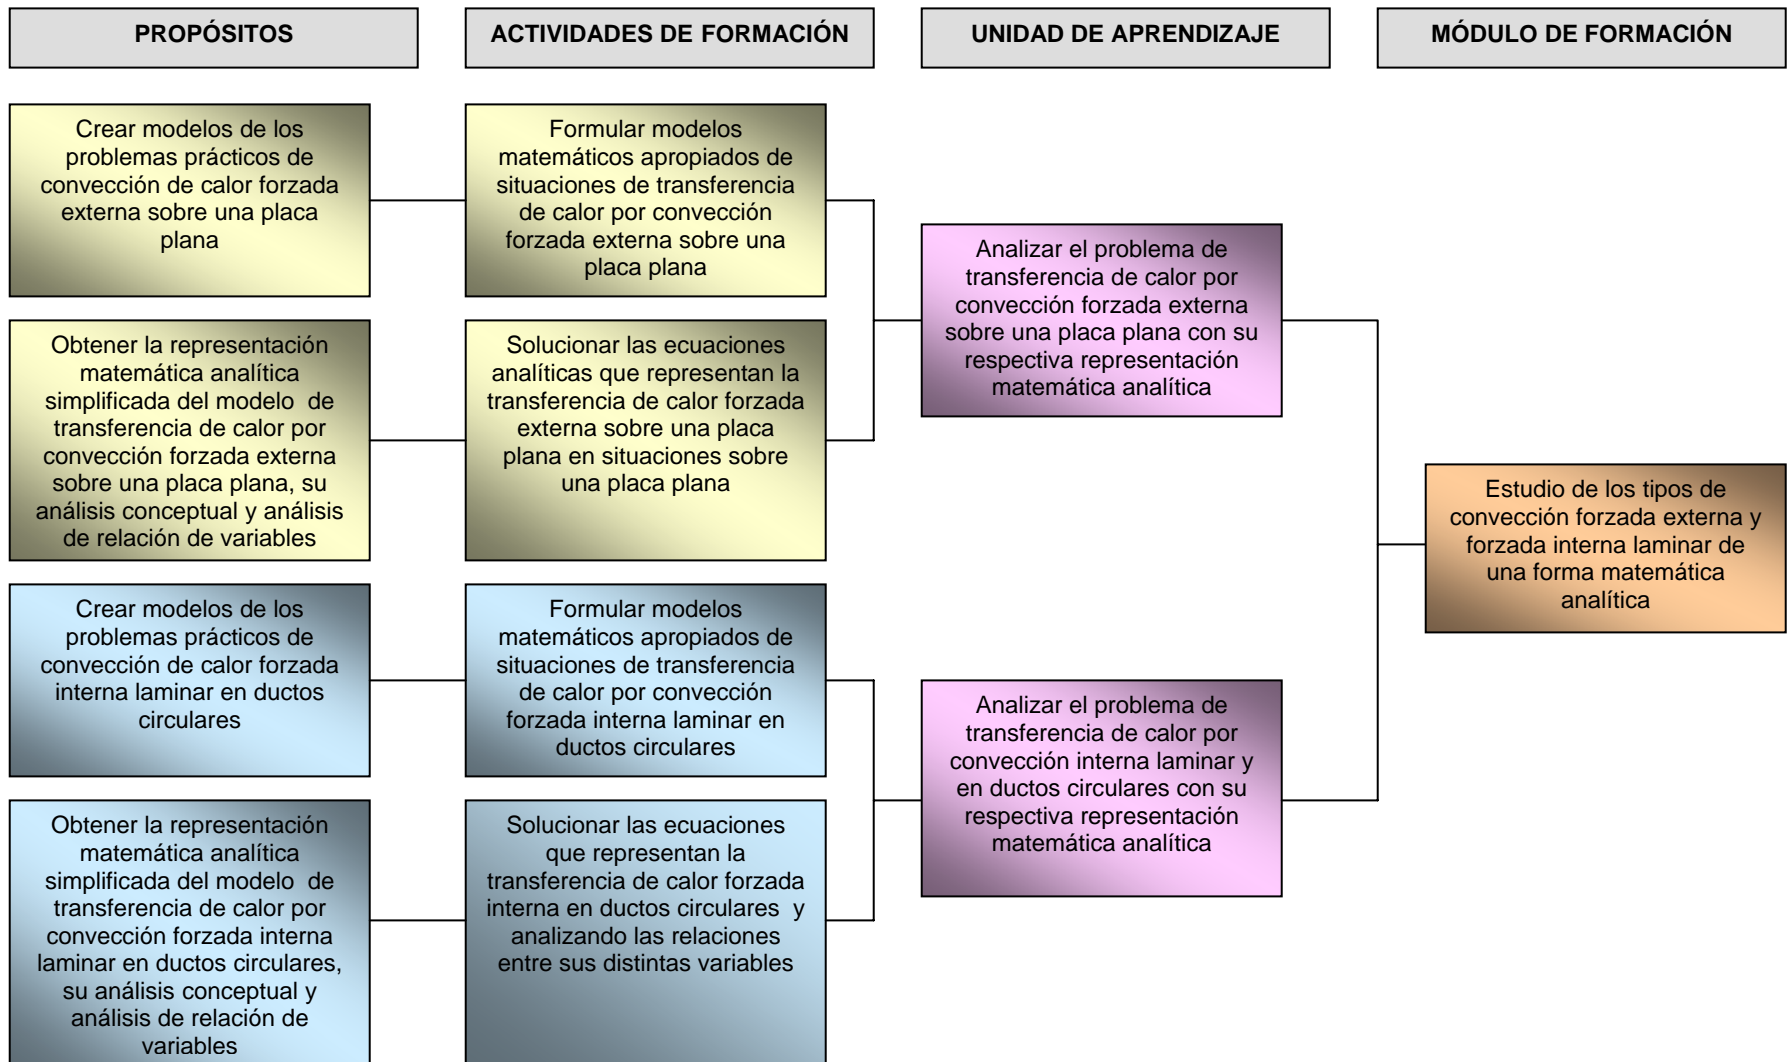 PROPÓSITOS
ACTIVIDADES DE FORMACIÓN
UNIDAD DE APRENDIZAJE
MÓDULO DE FORMACIÓN
Crear modelos de los
problemas prácticos de
convección de calor forzada
externa sobre una placa
plana
Formular modelos
matemáticos apropiados de
situaciones de transferencia
de calor por convección
forzada externa sobre una
placa plana
Obtener la representación
matemática analítica
simplificada del modelo de
transferencia de calor por
convección forzada externa
sobre una placa plana, su
análisis conceptual y análisis
de relación de variables
Solucionar las ecuaciones
analíticas que representan la
transferencia de calor forzada
externa sobre una placa
plana en situaciones sobre
una placa plana
Analizar el problema de
transferencia de calor por
convección forzada externa
sobre una placa plana con su
respectiva representación
matemática analítica
Crear modelos de los
problemas prácticos de
convección de calor forzada
interna laminar en ductos
circulares
Formular modelos
matemáticos apropiados de
situaciones de transferencia
de calor por convección
forzada interna laminar en
ductos circulares
Obtener la representación
matemática analítica
simplificada del modelo de
transferencia de calor por
convección forzada interna
laminar en ductos circulares,
su análisis conceptual y
análisis de relación de
variables
Solucionar las ecuaciones
que representan la
transferencia de calor forzada
interna en ductos circulares y
analizando las relaciones
entre sus distintas variables
Analizar el problema de
transferencia de calor por
convección interna laminar y
en ductos circulares con su
respectiva representación
matemática analítica
Estudio de los tipos de
convección forzada externa y
forzada interna laminar de
una forma matemática
analítica